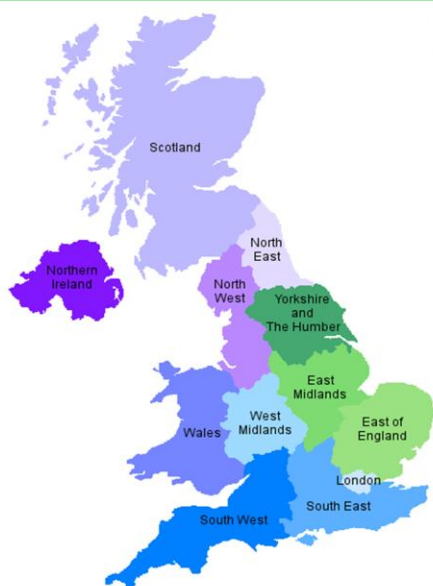 Scotland
North
East
Northern
Ireland
North
West
Yorkshire
and
The Humber
East
Midlands
West
Midlands
East of
England
Wales
London
South East
South West